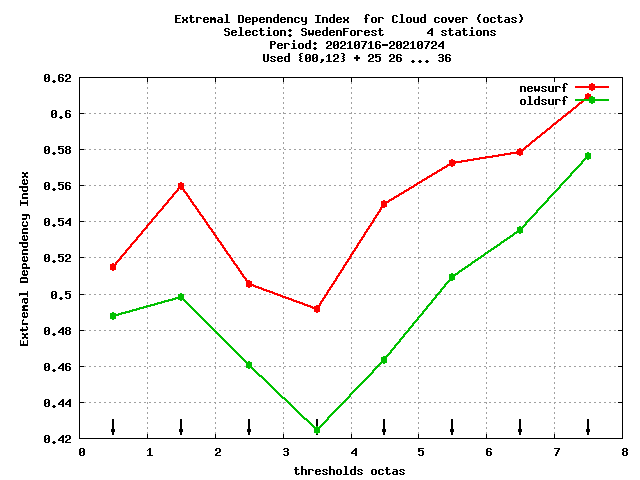 Extremal Dependency Index  for Cloud cover (octas)
Selection: SwedenForest      4 stations
Period: 20210716-20210724
Used {00,12} + 25 26 ... 36
newsurf
oldsurf
Extremal Dependency Index
0.62
0.6
0.58
0.56
0.54
0.52
0.5
0.48
0.46
0.44
0.42
0 1 2 3 4 5 6 7 8
thresholds octas